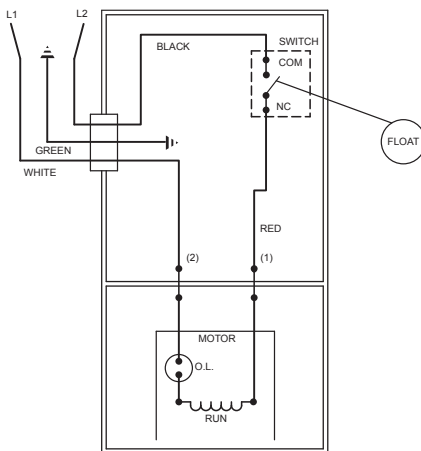 L1
L2
BLACK
SWITCH
COM
NC
FLOAT
GREEN
WHITE
RED
(2)
(1)
MOTOR
O.L.
RUN